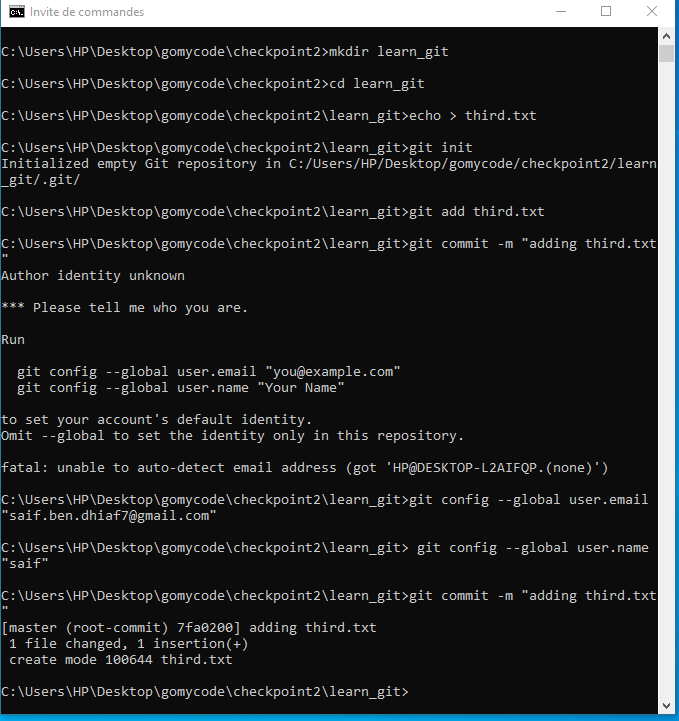 Invite de commandes
C:\Users\HP\Desktop\gomycode\checkpoint2>mkdir learn_git
C:\Users\HP\Desktop\gomycode\checkpoint2>cd learn_git
C:\Users\HP\Desktop\gomycode\checkpoint2\learn_git>echo > third.txt
C:\Users\HP\Desktop\gomycode\checkpoint2\learn_git>git init
Initialized empty Git repository in C:/Users/HP/Desktop/gomycode/checkpoint2/learn
_git/.git/
C:\Users\HP\Desktop\gomycode\checkpoint2\learn_git>git add third.txt
C:\Users\HP\Desktop\gomycode\checkpoint2\learn_git>git commit -m "adding third.txt
"
Author identity unknown
*** Please tell me who you are.
Run
  git config --global user.email "you@example.com"
  git config --global user.name "Your Name"
to set your account's default identity.
Omit --global to set the identity only in this repository.
fatal: unable to auto-detect email address (got 'HP@DESKTOP-L2AIFQP.(none)')
C:\Users\HP\Desktop\gomycode\checkpoint2\learn_git>git config --global user.email
"saif.ben.dhiaf7@gmail.com"
C:\Users\HP\Desktop\gomycode\checkpoint2\learn_git> git config --global user.name
"saif"
C:\Users\HP\Desktop\gomycode\checkpoint2\learn_git>git commit -m "adding third.txt
"
[master (root-commit) 7fa0200] adding third.txt
 1 file changed, 1 insertion(+)
 create mode 100644 third.txt
C:\Users\HP\Desktop\gomycode\checkpoint2\learn_git>